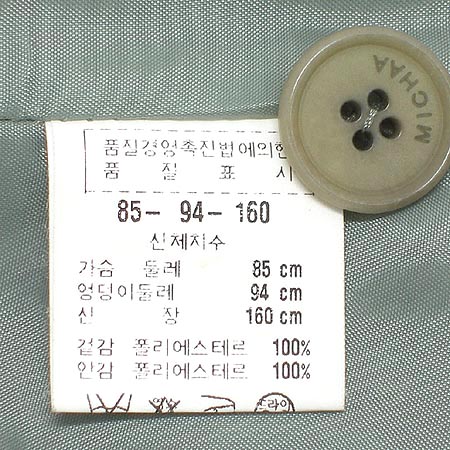 품질경영촉진법에의한
품 질 표 시
85- 94- 160
신체치수
가슴 둘레 85 cm
엉덩이둘레 94 cm
신 장 160 cm
겉감 폴리에스테르 100%
안감 폴리에스테르 100%
드라이
MICHAA